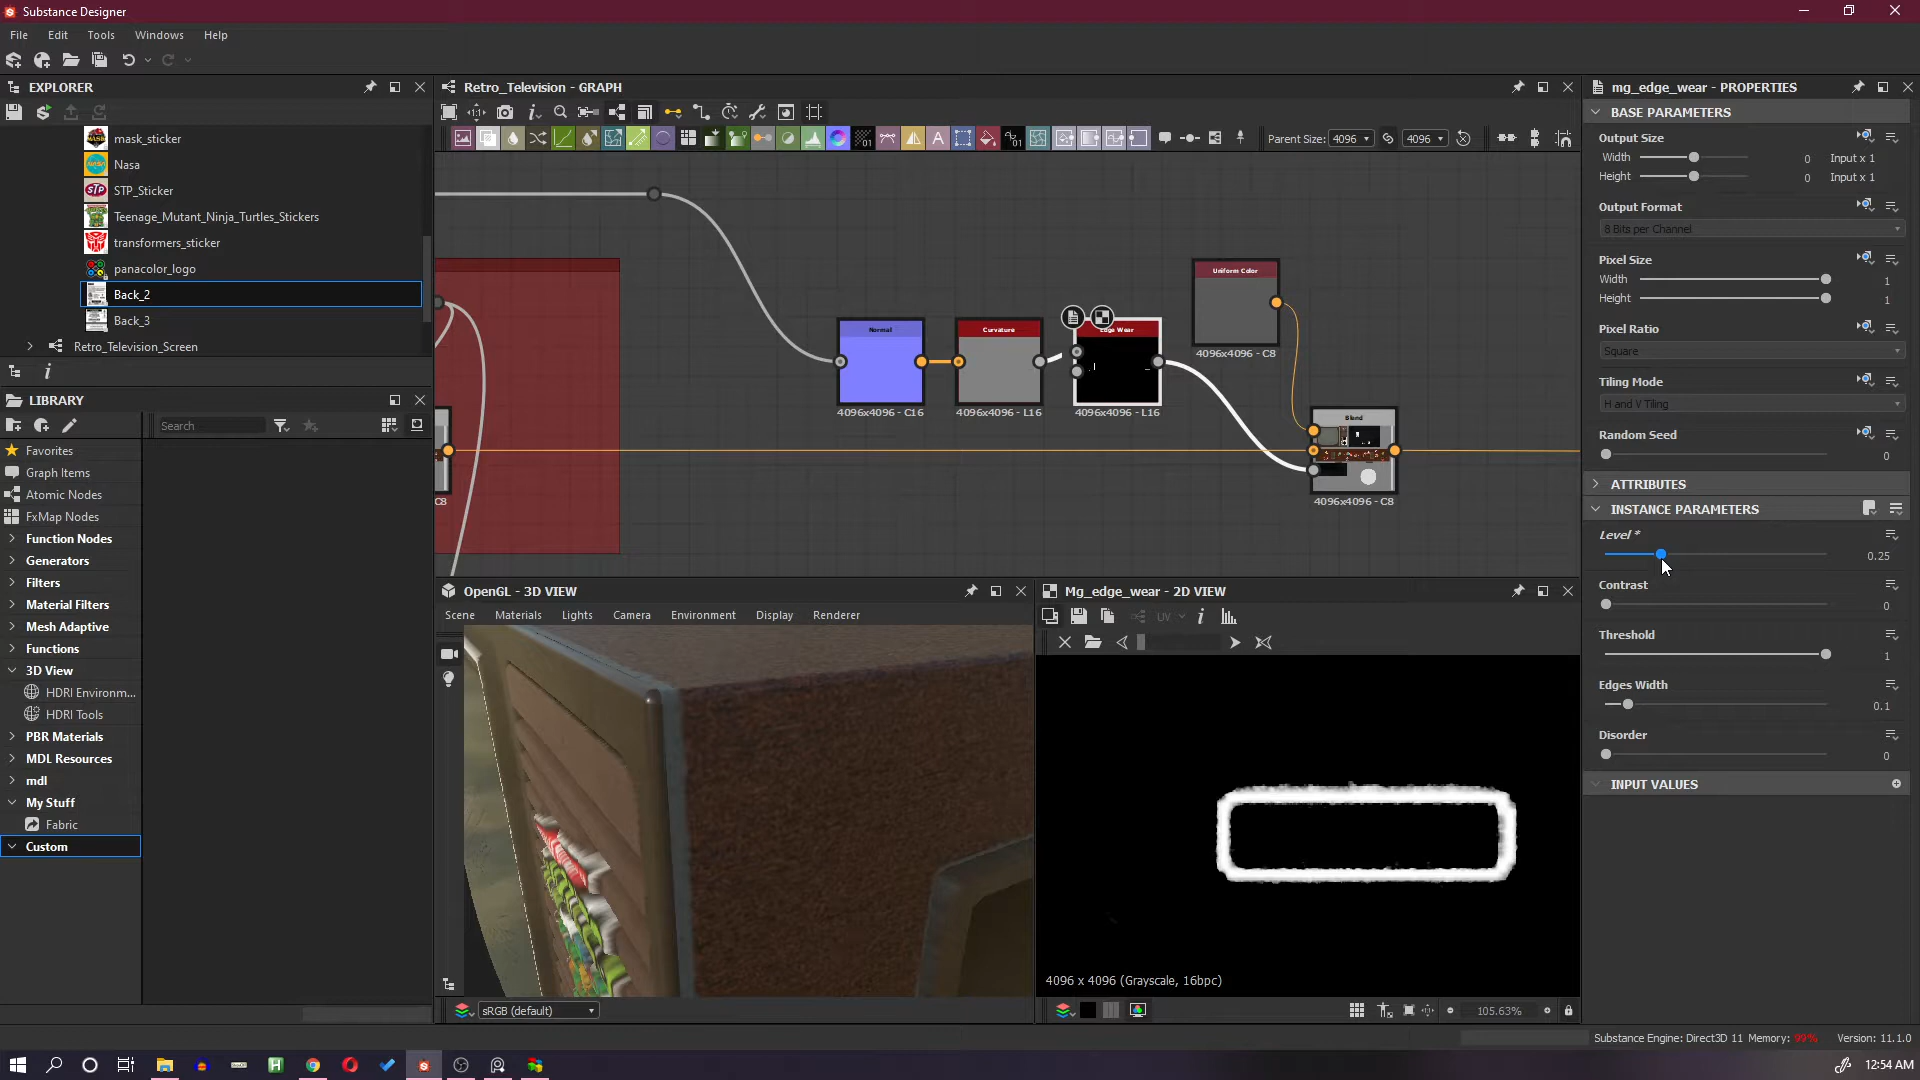 Substance Designer
File Edit Tools Windows Help
EXPLORER
mask_sticker
Nasa
STP_Sticker
Teenage_Mutant_Ninja_Turtles_Stickers
transformers_sticker
panacolor_logo
Back_2
Back_3
Retro_Television_Screen
LIBRARY
Search
Favorites
Graph Items
Atomic Nodes
FxMap Nodes
Function Nodes
Generators
Filters
Material Filters
Mesh Adaptive
Functions
3D View
HDRI Environm...
HDRI Tools
PBR Materials
MDL Resources
mdl
My Stuff
Fabric
Custom
Retro_Television - GRAPH
Parent Size: 4096 4096
Uniform Color
4096x4096 - C8
Normal
4096x4096 - C16
Curvature
4096x4096 - L16
Edge Wear
4096x4096 - L16
Blend
4096x4096 - C8
C8
OpenGL - 3D VIEW
Scene Materials Lights Camera Environment Display Renderer
sRGB (default)
Mg_edge_wear - 2D VIEW
UV
4096 x 4096 (Grayscale, 16bpc)
105.63%
mg_edge_wear - PROPERTIES
BASE PARAMETERS
Output Size
Width 0 Input x 1
Height 0 Input x 1
Output Format
8 Bits per Channel
Pixel Size
Width 1
Height 1
Pixel Ratio
Square
Tiling Mode
H and V Tiling
Random Seed
0
ATTRIBUTES
INSTANCE PARAMETERS
Level *
0.25
Contrast
0
Threshold
1
Edges Width
0.1
Disorder
0
INPUT VALUES
Substance Engine: Direct3D 11 Memory: 99% Version: 11.1.0
12:54 AM